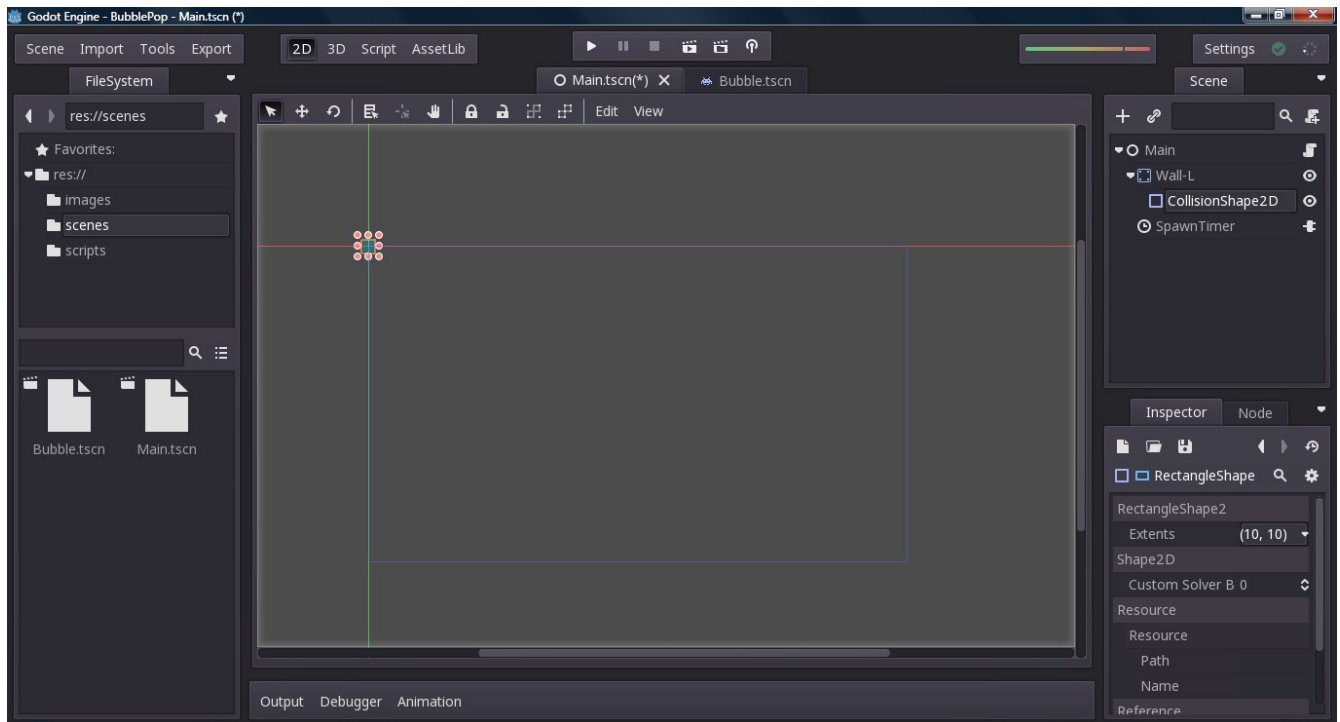 Godot Engine - BubblePop - Main.tscn (*)
Scene Import Tools Export
2D 3D Script AssetLib
Settings
FileSystem
Main.tscn(*) X
Bubble.tscn
Scene
res://scenes
Edit View
Favorites:
res://
images
scenes
scripts
Main
Wall-L
CollisionShape2D
SpawnTimer
Bubble.tscn
Main.tscn
Inspector Node
RectangleShape
RectangleShape2
Extents (10, 10)
Shape2D
Custom Solver B 0
Resource
Resource
Path
Name
Reference
Output Debugger Animation